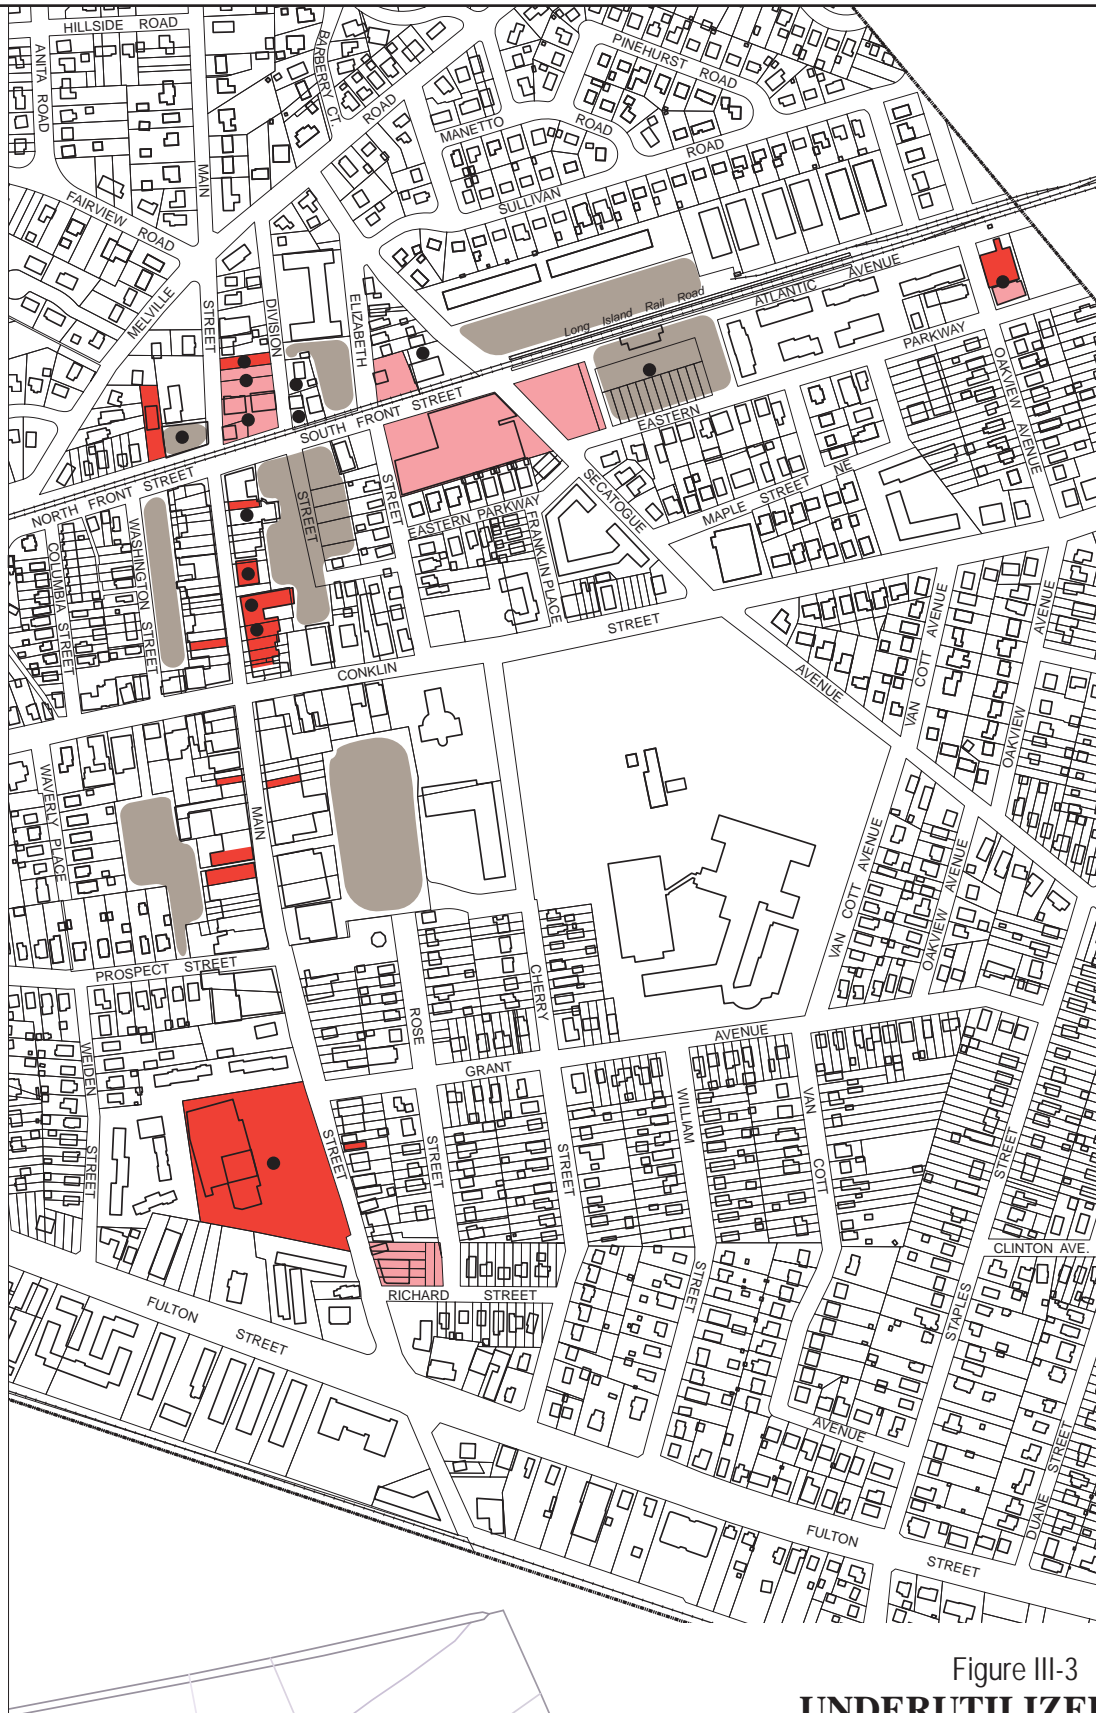 HILLSIDE ROAD
ANITA ROAD
BARBERRY CT
PINEHURST ROAD
ROAD
MANETTO
ROAD
ROAD
MAIN
SULLIVAN
FAIRVIEW ROAD
MELVILLE
STREET
DIVISION
ELIZABETH
Long Island Rail Road
ATLANTIC
AVENUE
PARKWAY
OAKVIEW AVENUE
SOUTH FRONT STREET
EASTERN
NORTH FRONT STREET
STREET
STREET
SECATOGUE
MAPLE STREET
NE
EASTERN PARKWAY
FRANKLIN PLACE
COLUMBIA STREET
WASHINGTON STREET
CONKLIN
STREET
AVENUE
VAN COTT AVENUE
OAKVIEW
AVENUE
WAVERLY PLACE
MAIN
VAN COTT AVENUE
OAKVIEW AVENUE
PROSPECT STREET
CHERRY
ROSE
GRANT
AVENUE
WEIDEN
STREET
STREET
STREET
STREET
WILLIAM
STREET
VAN
COTT
AVENUE
STREET
STAPLES
CLINTON AVE.
RICHARD STREET
FULTON
STREET
DUANE STREET
FULTON
STREET
Figure III-3